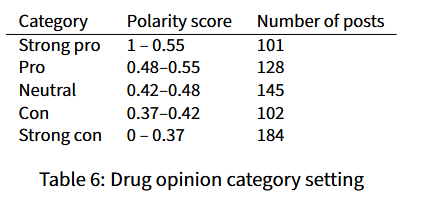 Category Polarity score Number of posts
Strong pro 1 – 0.55 101
Pro 0.48–0.55 128
Neutral 0.42–0.48 145
Con 0.37–0.42 102
Strong con 0 – 0.37 184
Table 6: Drug opinion category setting